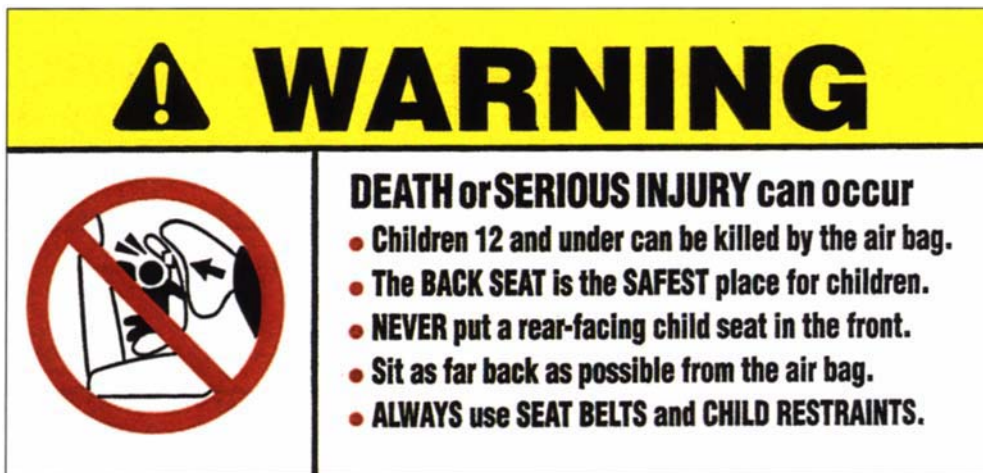 WARNING
DEATH or SERIOUS INJURY can occur
• Children 12 and under can be killed by the air bag.
• The BACK SEAT is the SAFEST place for children.
• NEVER put a rear-facing child seat in the front.
• Sit as far back as possible from the air bag.
• ALWAYS use SEAT BELTS and CHILD RESTRAINTS.